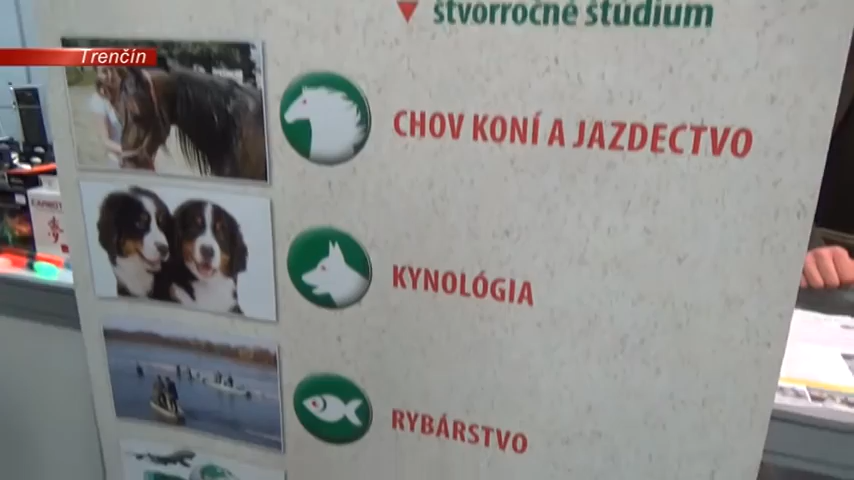 štvorročné štúdium
Trenčín
CHOV KONÍ A JAZDECTVO
KYNOLÓGIA
RYBÁRSTVO